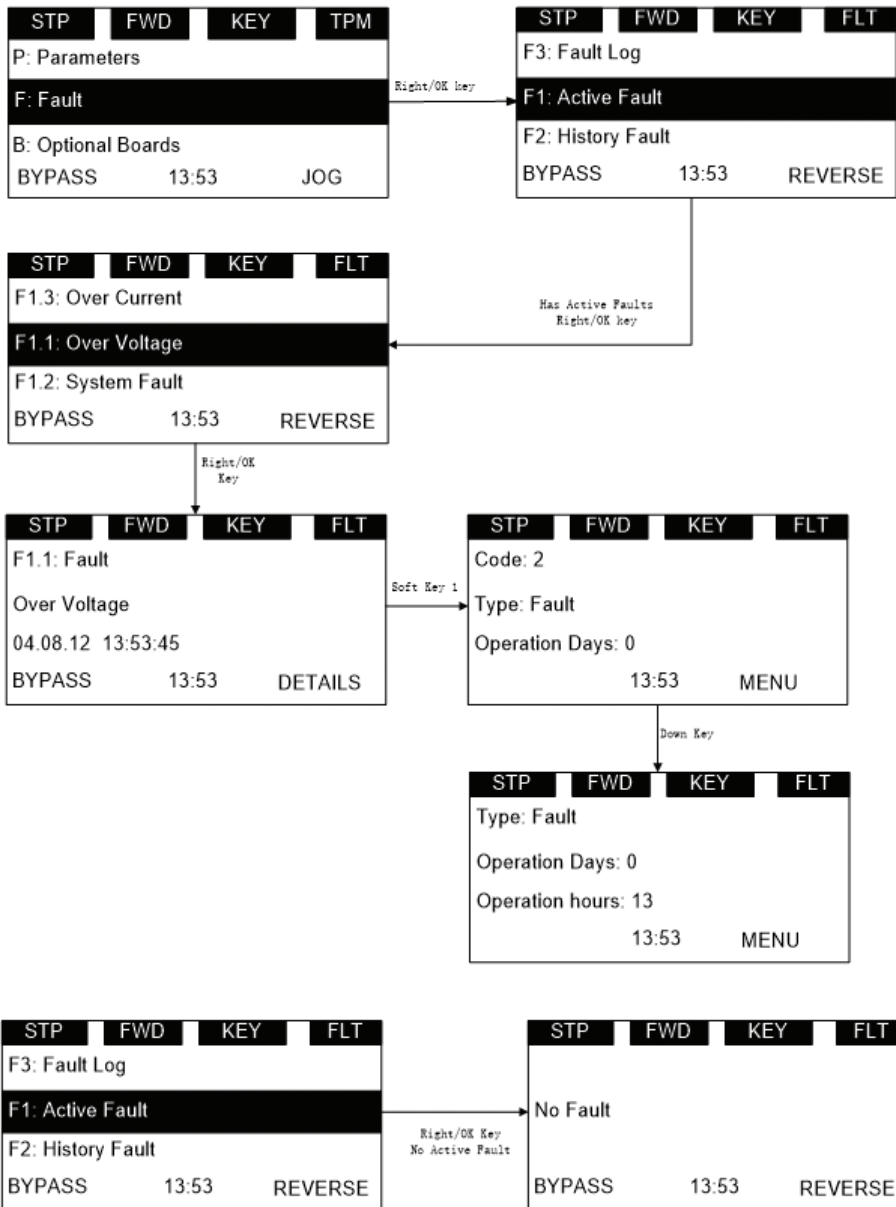 STP FWD KEY TPM
P: Parameters
F: Fault
B: Optional Boards
BYPASS 13:53 JOG
Right/OK key
STP FWD KEY FLT
F3: Fault Log
F1: Active Fault
F2: History Fault
BYPASS 13:53 REVERSE
Has Active Faults
Right/OK key
STP FWD KEY FLT
F1.3: Over Current
F1.1: Over Voltage
F1.2: System Fault
BYPASS 13:53 REVERSE
Right/OK
Key
STP FWD KEY FLT
F1.1: Fault
Over Voltage
04.08.12 13:53:45
BYPASS 13:53 DETAILS
Soft Key 1
STP FWD KEY FLT
Code: 2
Type: Fault
Operation Days: 0
13:53 MENU
Down Key
STP FWD KEY FLT
Type: Fault
Operation Days: 0
Operation hours: 13
13:53 MENU
STP FWD KEY FLT
F3: Fault Log
F1: Active Fault
F2: History Fault
BYPASS 13:53 REVERSE
Right/OK Key
No Active Fault
STP FWD KEY FLT
No Fault
BYPASS 13:53 REVERSE